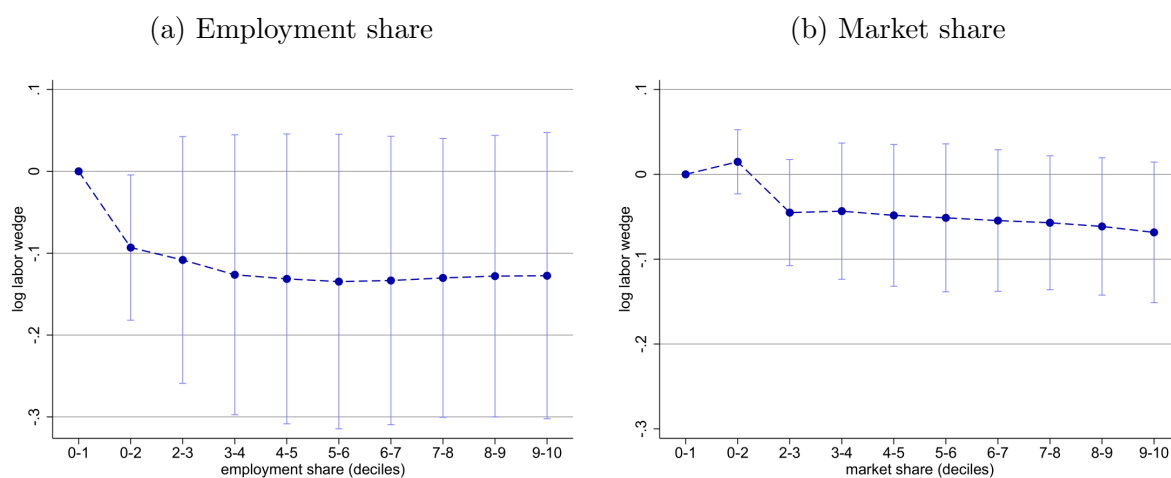 (a) Employment share
.1
0
-.1
-.2
-.3
log labor wedge
0-1 0-2 2-3 3-4 4-5 5-6 6-7 7-8 8-9 9-10
employment share (deciles)
(b) Market share
.1
0
-.1
-.2
-.3
log labor wedge
0-1 0-2 2-3 3-4 4-5 5-6 6-7 7-8 8-9 9-10
market share (deciles)